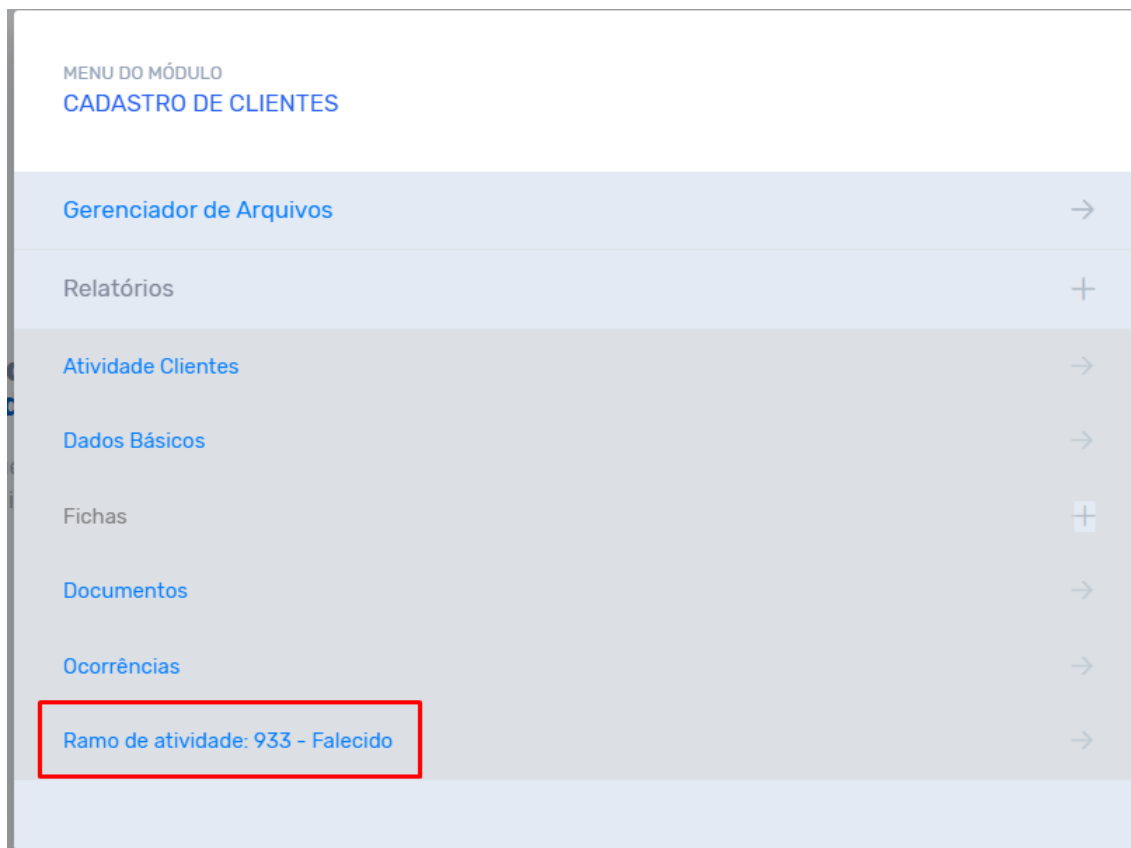 MENU DO MÓDULO
CADASTRO DE CLIENTES
Gerenciador de Arquivos
Relatórios
Atividade Clientes
Dados Básicos
Fichas
Documentos
Ocorrências
Ramo de atividade: 933 - Falecido